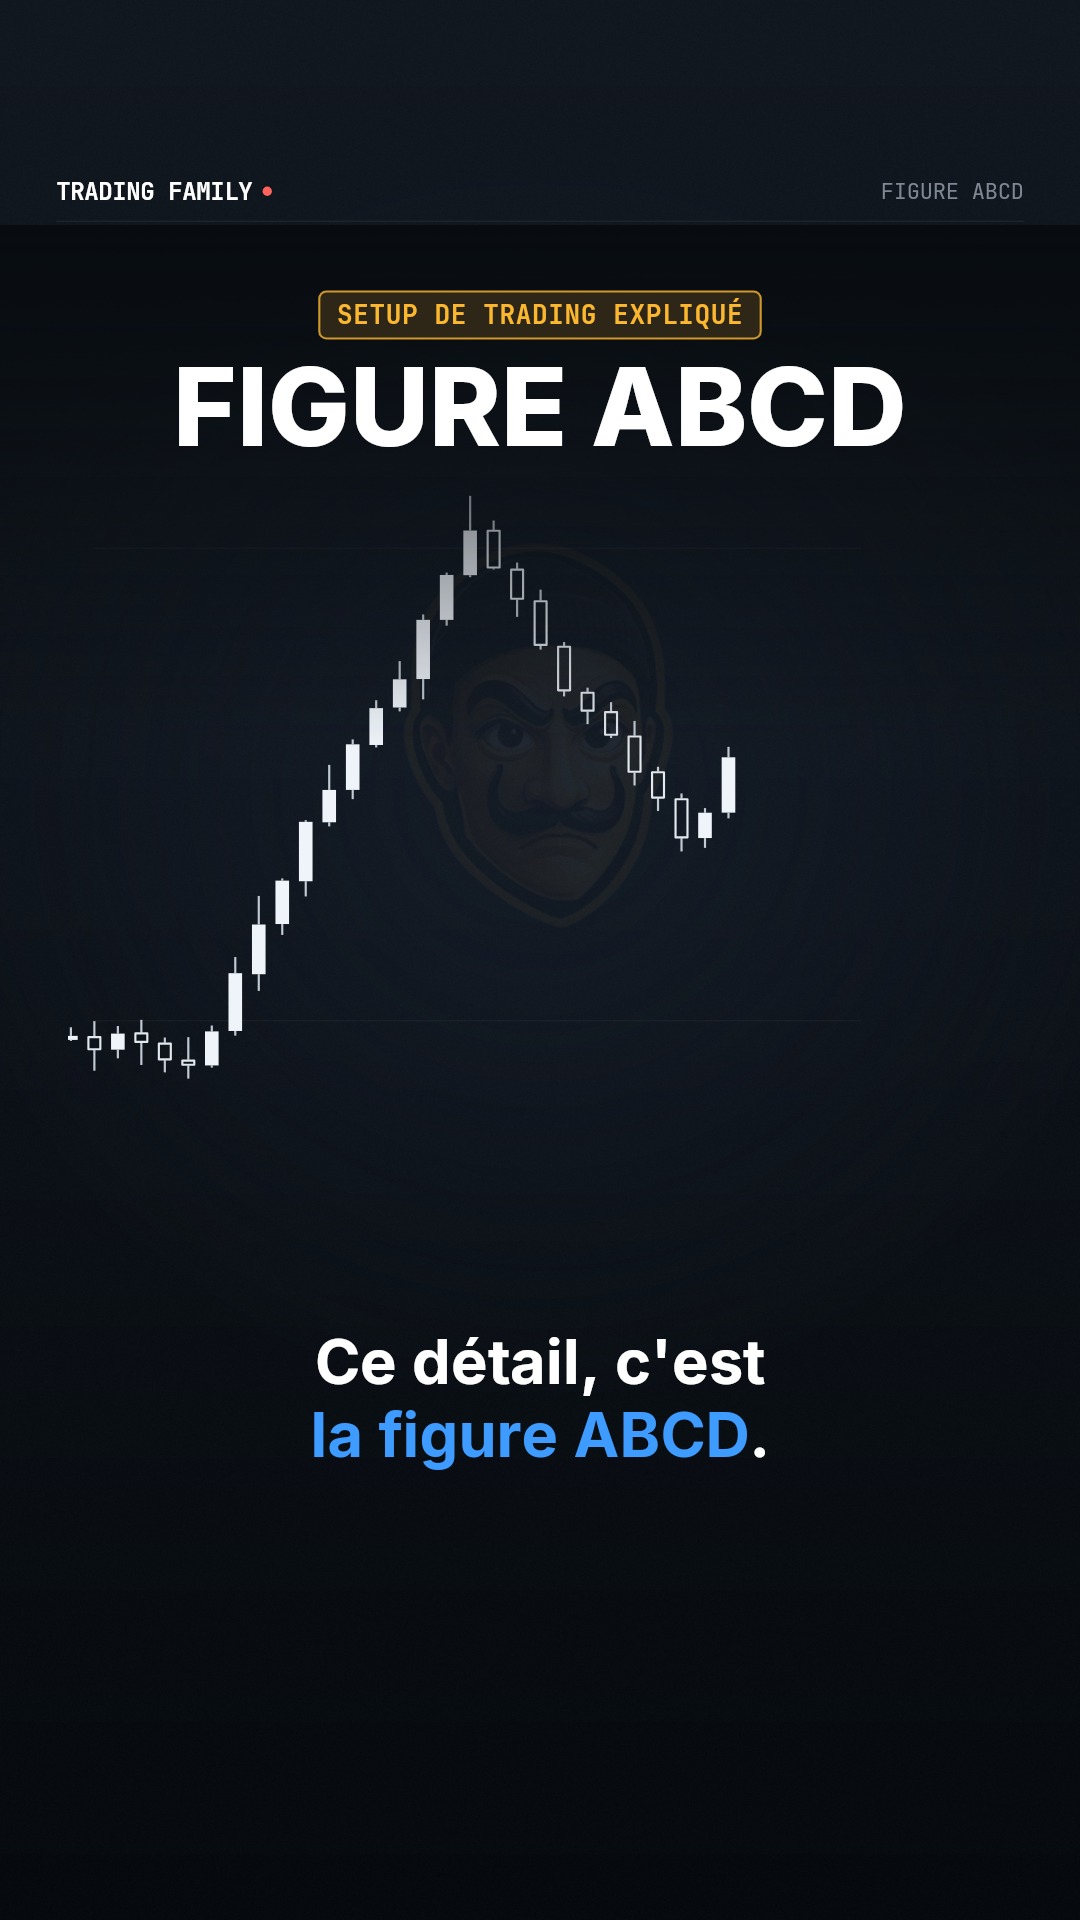 TRADING FAMILY
FIGURE ABCD
SETUP DE TRADING EXPLIQUÉ
FIGURE ABCD
Ce détail, c'est
la figure ABCD.